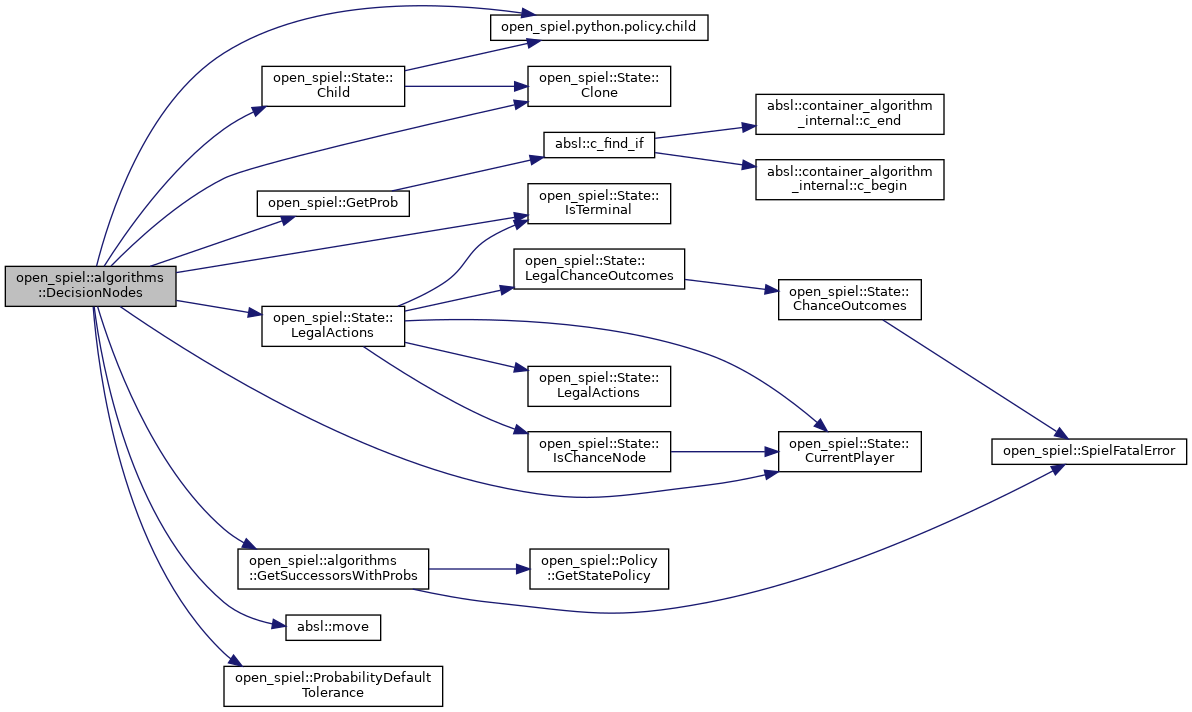 open_spiel.python.policy.child
open_spiel::State::
Child
open_spiel::State::
Clone
absl::container_algorithm
_internal::c_end
absl::c_find_if
absl::container_algorithm
_internal::c_begin
open_spiel::GetProb
open_spiel::State::
IsTerminal
open_spiel::State::
LegalChanceOutcomes
open_spiel::algorithms
::DecisionNodes
open_spiel::State::
ChanceOutcomes
open_spiel::State::
LegalActions
open_spiel::State::
LegalActions
open_spiel::State::
IsChanceNode
open_spiel::State::
CurrentPlayer
open_spiel::SpielFatalError
open_spiel::algorithms
::GetSuccessorsWithProbs
open_spiel::Policy
::GetStatePolicy
absl::move
open_spiel::ProbabilityDefault
Tolerance